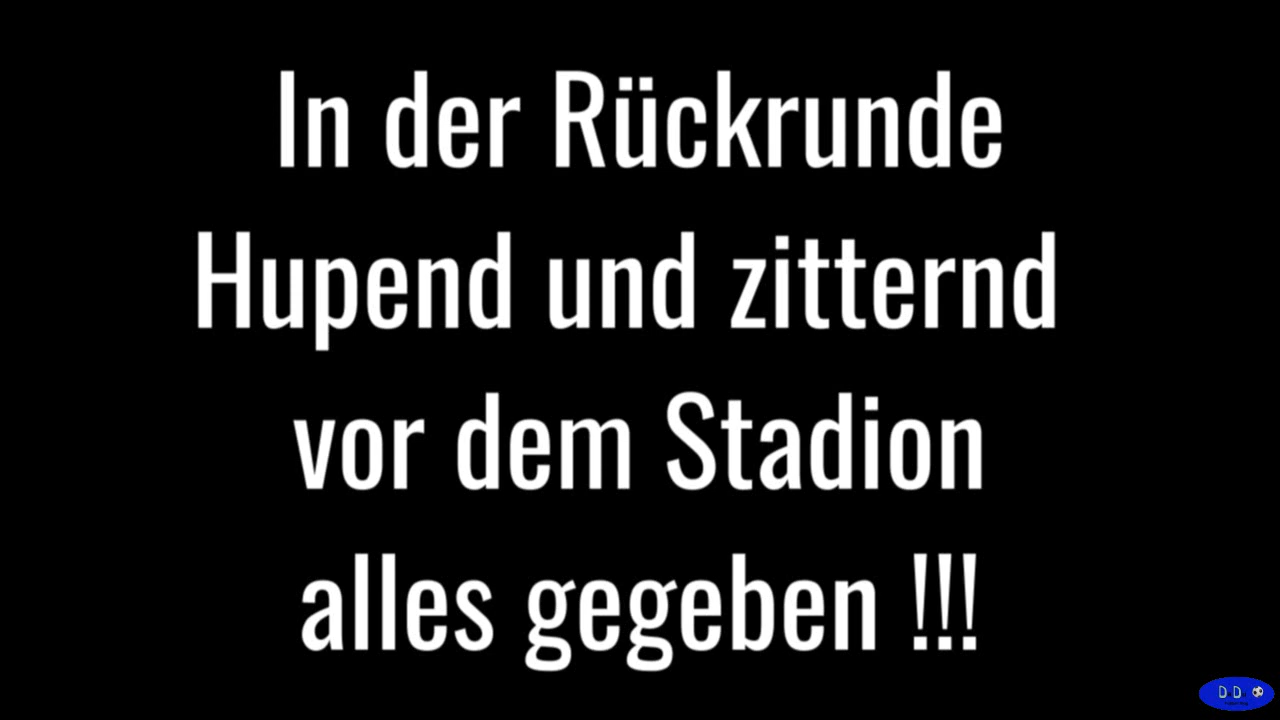 In der Rückrunde
Hupend und zitternd
vor dem Stadion
alles gegeben !!!
D D